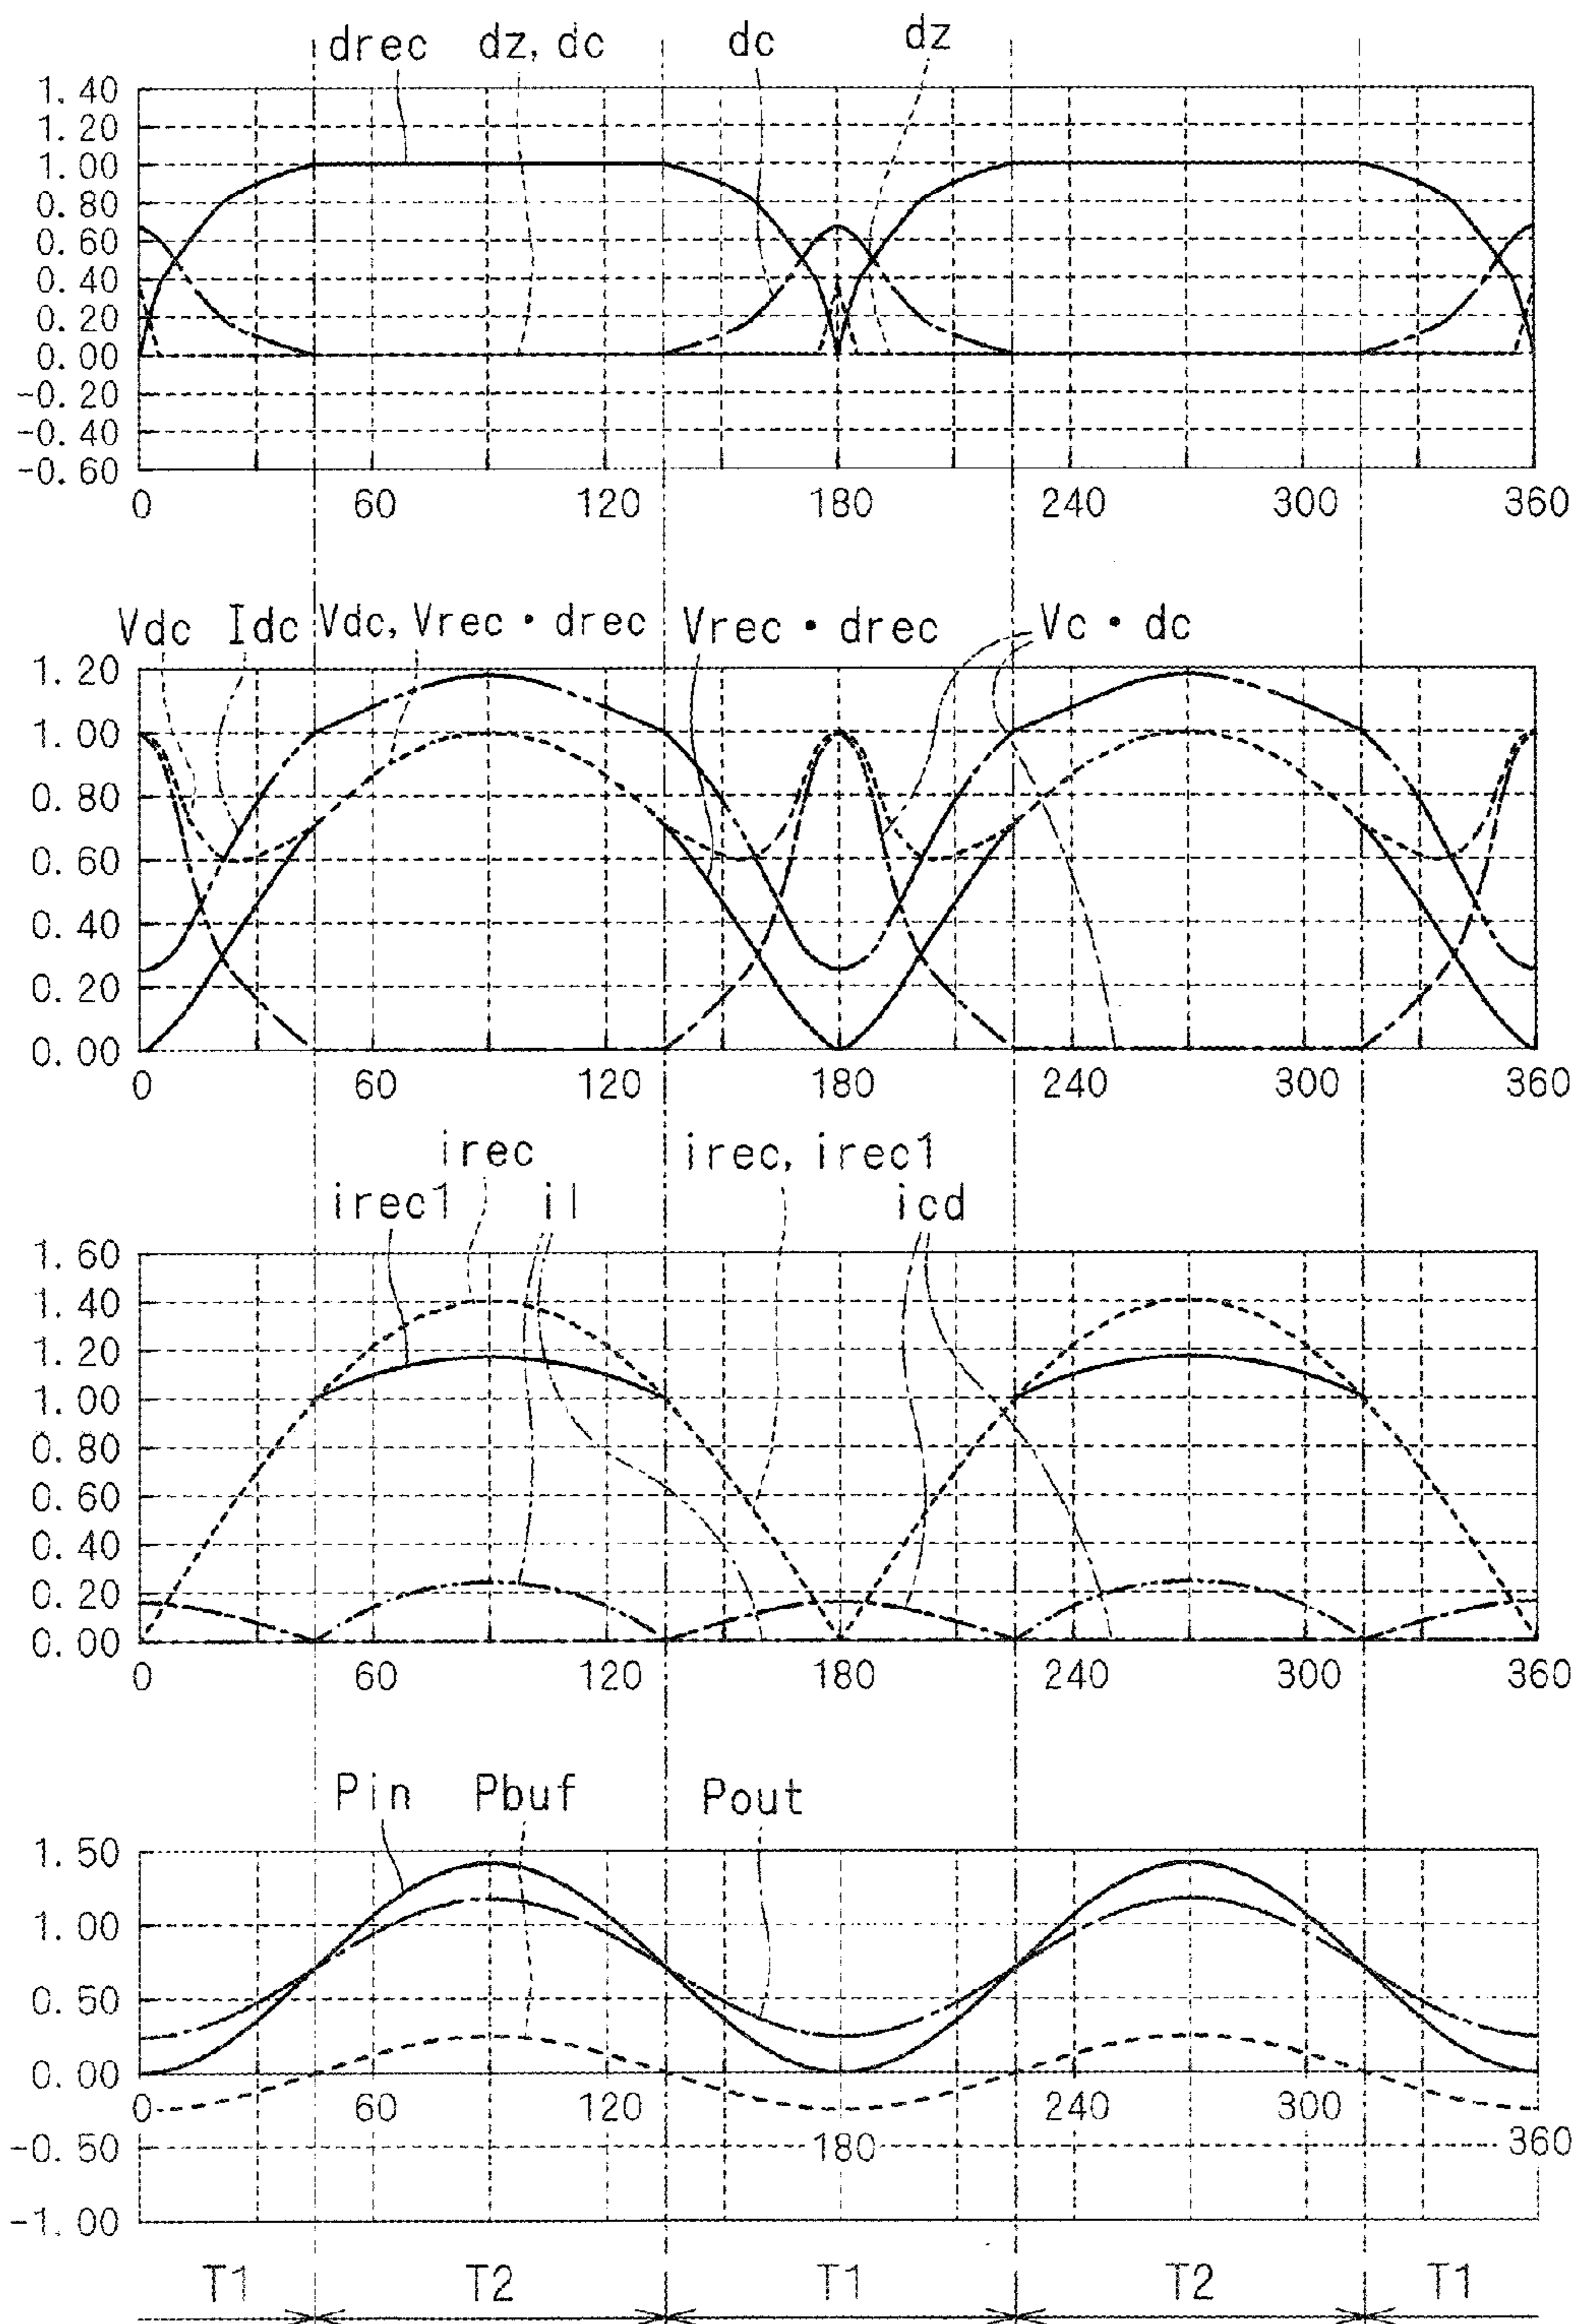 drec dz, dc dc dz
1.40
1.20
1.00
0.80
0.60
0.40
0.20
0.00
-0.20
-0.40
-0.60
0 60 120 180 240 300 360
Vdc Idc Vdc, Vrec・drec Vrec・drec Vc・dc
1.20
1.00
0.80
0.60
0.40
0.20
0.00
0 60 120 180 240 300 360
irec irec, irec1
irec1 il icd
1.60
1.40
1.20
1.00
0.80
0.60
0.40
0.20
0.00
0 60 120 180 240 300 360
Pin Pbuf Pout
1.50
1.00
0.50
0.00
0 60 120 240 300
-0.50 180 360
-1.00
T1 T2 T1 T2 T1